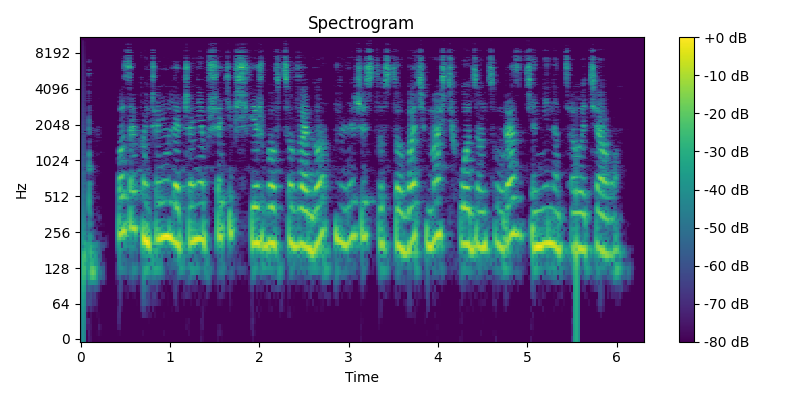 Spectrogram
8192
4096
2048
1024
512
256
128
64
0
Hz
0 1 2 3 4 5 6
Time
+0 dB
-10 dB
-20 dB
-30 dB
-40 dB
-50 dB
-60 dB
-70 dB
-80 dB